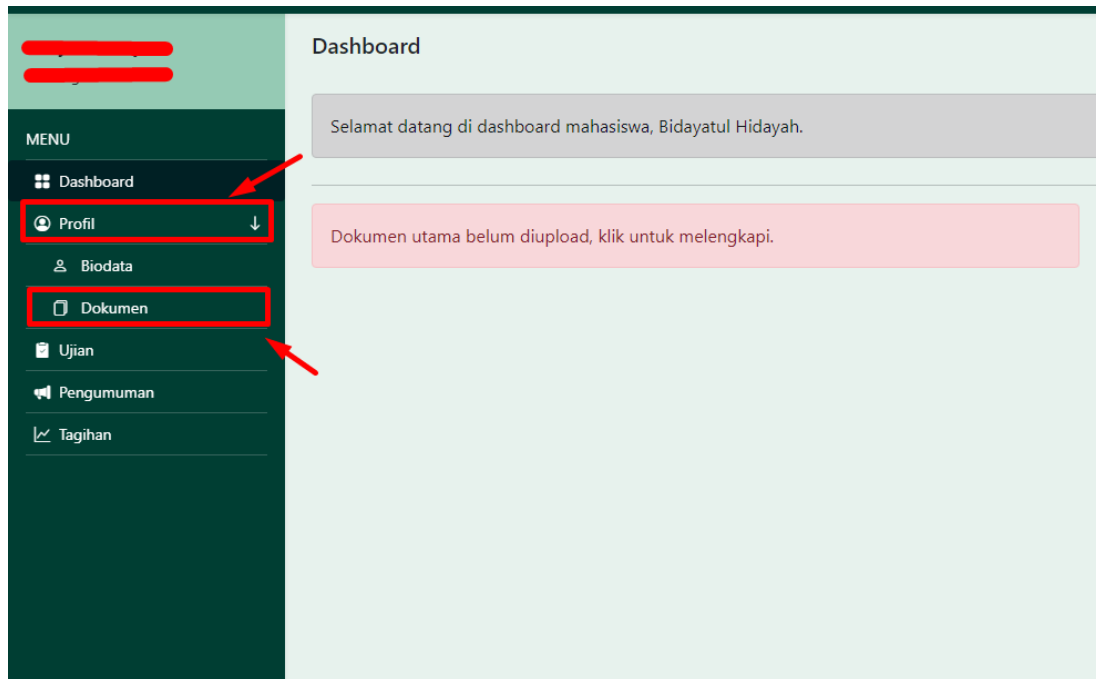 Dashboard
Selamat datang di dashboard mahasiswa, Bidayatul Hidayah.
MENU
Dashboard
Profil
Biodata
Dokumen
Ujian
Pengumuman
Tagihan
Dokumen utama belum diupload, klik untuk melengkapi.